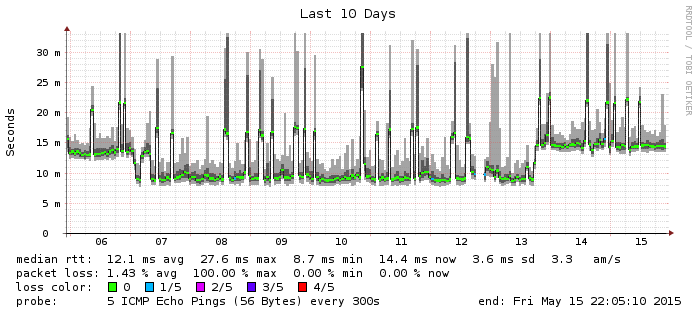 Last 10 Days
RRDTOOL / TOBI OETIKER
Seconds
30 m
25 m
20 m
15 m
10 m
5 m
0
06 07 08 09 10 11 12 13 14 15
median rtt: 12.1 ms avg 27.6 ms max 8.7 ms min 14.4 ms now 3.6 ms sd 3.3 am/s
packet loss: 1.43 % avg 100.00 % max 0.00 % min 0.00 % now
loss color: 0 1/5 2/5 3/5 4/5
probe: 5 ICMP Echo Pings (56 Bytes) every 300s end: Fri May 15 22:05:10 2015